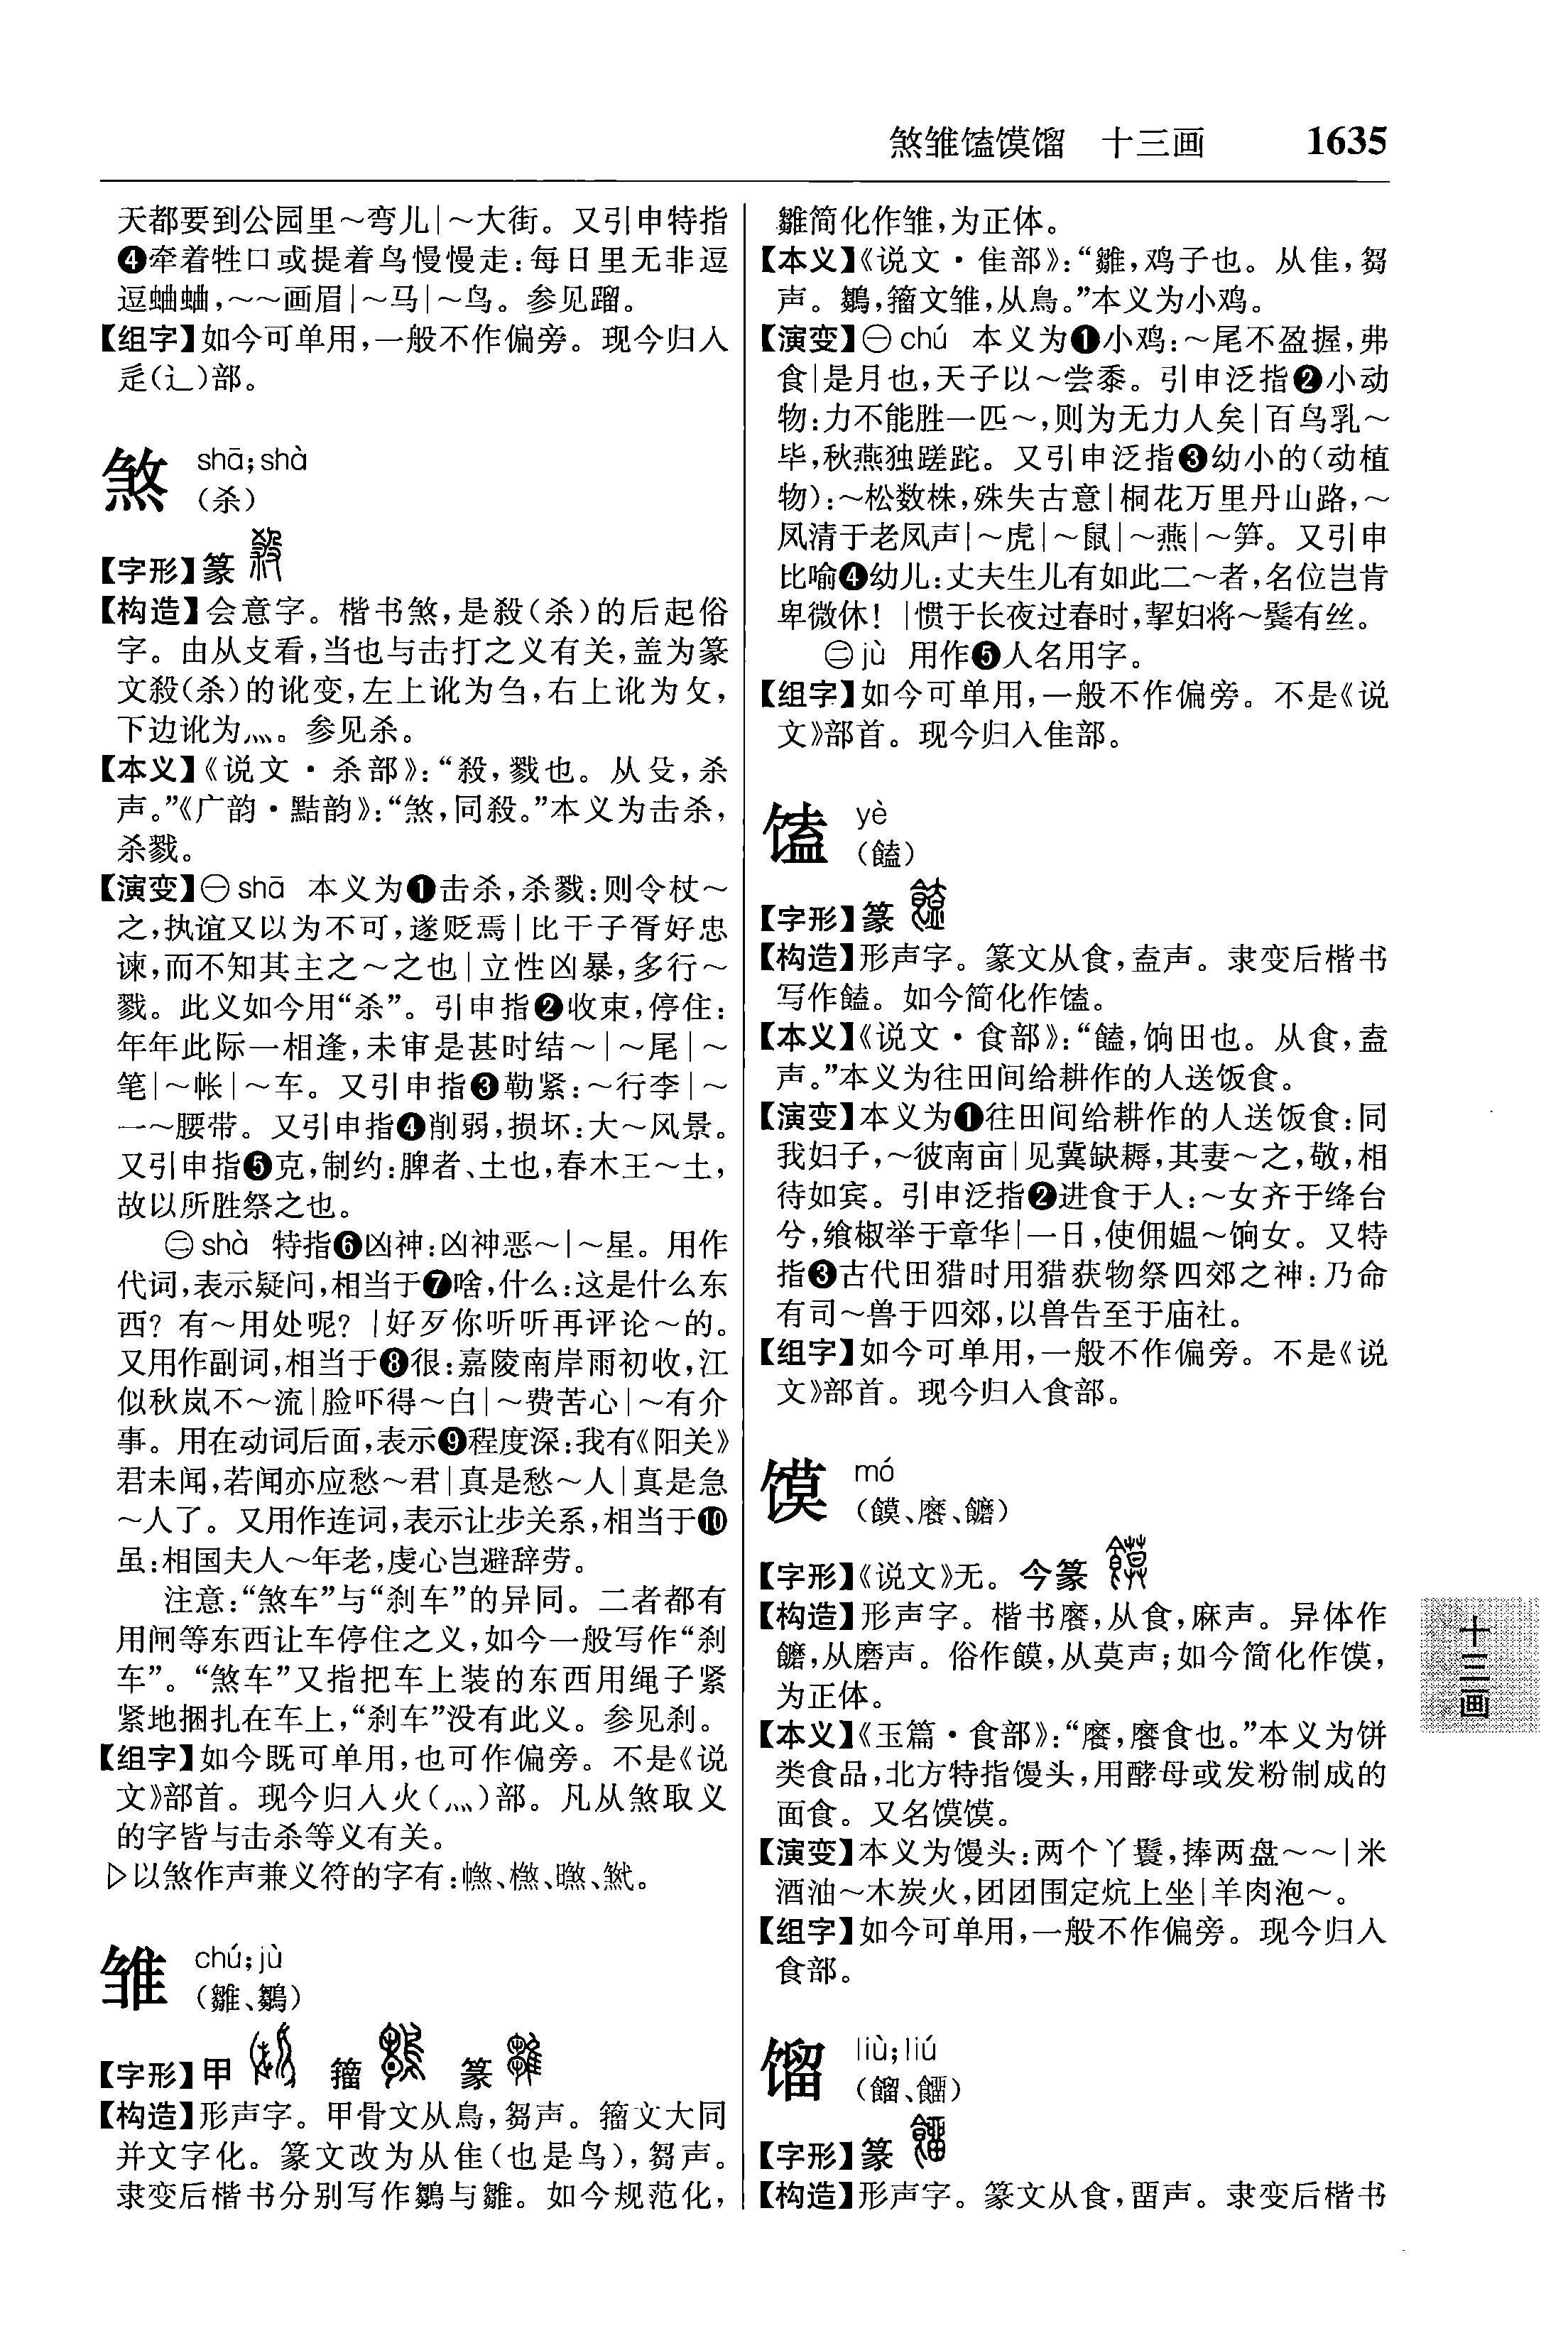 煞雏馌馍馏　十三画　1635
天都要到公园里～弯儿|～大街。又引申特指
❹牵着牲口或提着鸟慢慢走：每日里无非逗
逗蛐蛐，～～画眉|～马|～鸟。参见蹓。
【组字】如今可单用，一般不作偏旁。现今归入
辵（辶）部。
煞 shā；shà
（杀）
【字形】篆
【构造】会意字。楷书煞，是殺（杀）的后起俗
字。由从攴看，当也与击打之义有关，盖为篆
文殺（杀）的讹变，左上讹为刍，右上讹为攵，
下边讹为灬。参见杀。
【本义】《说文·杀部》：“殺，戮也。从殳，杀
声。”《广韵·黠韵》：“煞，同殺。”本义为击杀，
杀戮。
【演变】㊀shā 本义为❶击杀，杀戮：则令杖～
之，执谊又以为不可，遂贬焉|比干子胥好忠
谏，而不知其主之～之也|立性凶暴，多行～
戮。此义如今用“杀”。引申指❷收束，停住：
年年此际一相逢，未审是甚时结～|～尾|～
笔|～帐|～车。又引申指❸勒紧：～行李|～
一～腰带。又引申指❹削弱，损坏：大～风景。
又引申指❺克，制约：脾者、土也，春木王～土，
故以所胜祭之也。
㊁shà 特指❻凶神：凶神恶～|～星。用作
代词，表示疑问，相当于❼啥，什么：这是什么东
西？有～用处呢？|好歹你听听再评论～的。
又用作副词，相当于❽很：嘉陵南岸雨初收，江
似秋岚不～流|脸吓得～白|～费苦心|～有介
事。用在动词后面，表示❾程度深：我有《阳关》
君未闻，若闻亦应愁～君|真是愁～人|真是急
～人了。又用作连词，表示让步关系，相当于❿
虽：相国夫人～年老，虔心岂避辞劳。
注意：“煞车”与“刹车”的异同。二者都有
用闸等东西让车停住之义，如今一般写作“刹
车”。“煞车”又指把车上装的东西用绳子紧
紧地捆扎在车上，“刹车”没有此义。参见刹。
【组字】如今既可单用，也可作偏旁。不是《说
文》部首。现今归入火（灬）部。凡从煞取义
的字皆与击杀等义有关。
▷以煞作声兼义符的字有：
雏 chú；jù
（雛、鶵）
【字形】甲 籀 篆
【构造】形声字。甲骨文从鳥，芻声。籀文大同
并文字化。篆文改为从隹（也是鸟），芻声。
隶变后楷书分别写作鶵与雛。如今规范化，
雛简化作雏，为正体。
【本义】《说文·隹部》：“雛，鸡子也。从隹，芻
声。鶵，籀文雏，从鳥。”本义为小鸡。
【演变】㊀chú 本义为❶小鸡：～尾不盈握，弗
食|是月也，天子以～尝黍。引申泛指❷小动
物：力不能胜一匹～，则为无力人矣|百鸟乳～
毕，秋燕独蹉跎。又引申泛指❸幼小的（动植
物）：～松数株，殊失古意|桐花万里丹山路，～
凤清于老凤声|～虎|～鼠|～燕|～笋。又引申
比喻❹幼儿：丈夫生儿有如此二～者，名位岂肯
卑微休！|惯于长夜过春时，挈妇将～鬓有丝。
㊁jù 用作❺人名用字。
【组字】如今可单用，一般不作偏旁。不是《说
文》部首。现今归入隹部。
馌 yè
（饁）
【字形】篆
【构造】形声字。篆文从食，盍声。隶变后楷书
写作饁。如今简化作馌。
【本义】《说文·食部》：“饁，饷田也。从食，盍
声。”本义为往田间给耕作的人送饭食。
【演变】本义为❶往田间给耕作的人送饭食：同
我妇子，～彼南亩|见冀缺耨，其妻～之，敬，相
待如宾。引申泛指❷进食于人：～女齐于绛台
兮，飨椒举于章华|一日，使佣媪～饷女。又特
指❸古代田猎时用猎获物祭四郊之神：乃命
有司～兽于四郊，以兽告至于庙社。
【组字】如今可单用，一般不作偏旁。不是《说
文》部首。现今归入食部。
馍 mó
（饃、䭆、饝）
【字形】《说文》无。今篆
【构造】形声字。楷书䭆，从食，麻声。异体作
饝，从磨声。俗作饃，从莫声；如今简化作馍，
为正体。
【本义】《玉篇·食部》：“䭆，䭆食也。”本义为饼
类食品，北方特指馒头，用酵母或发粉制成的
面食。又名馍馍。
【演变】本义为馒头：两个丫鬟，捧两盘～～|米
酒油～木炭火，团团围定炕上坐|羊肉泡～。
【组字】如今可单用，一般不作偏旁。现今归入
食部。
馏 liù；liú
（餾、䬟）
【字形】篆
【构造】形声字。篆文从食，畱声。隶变后楷书
十三画